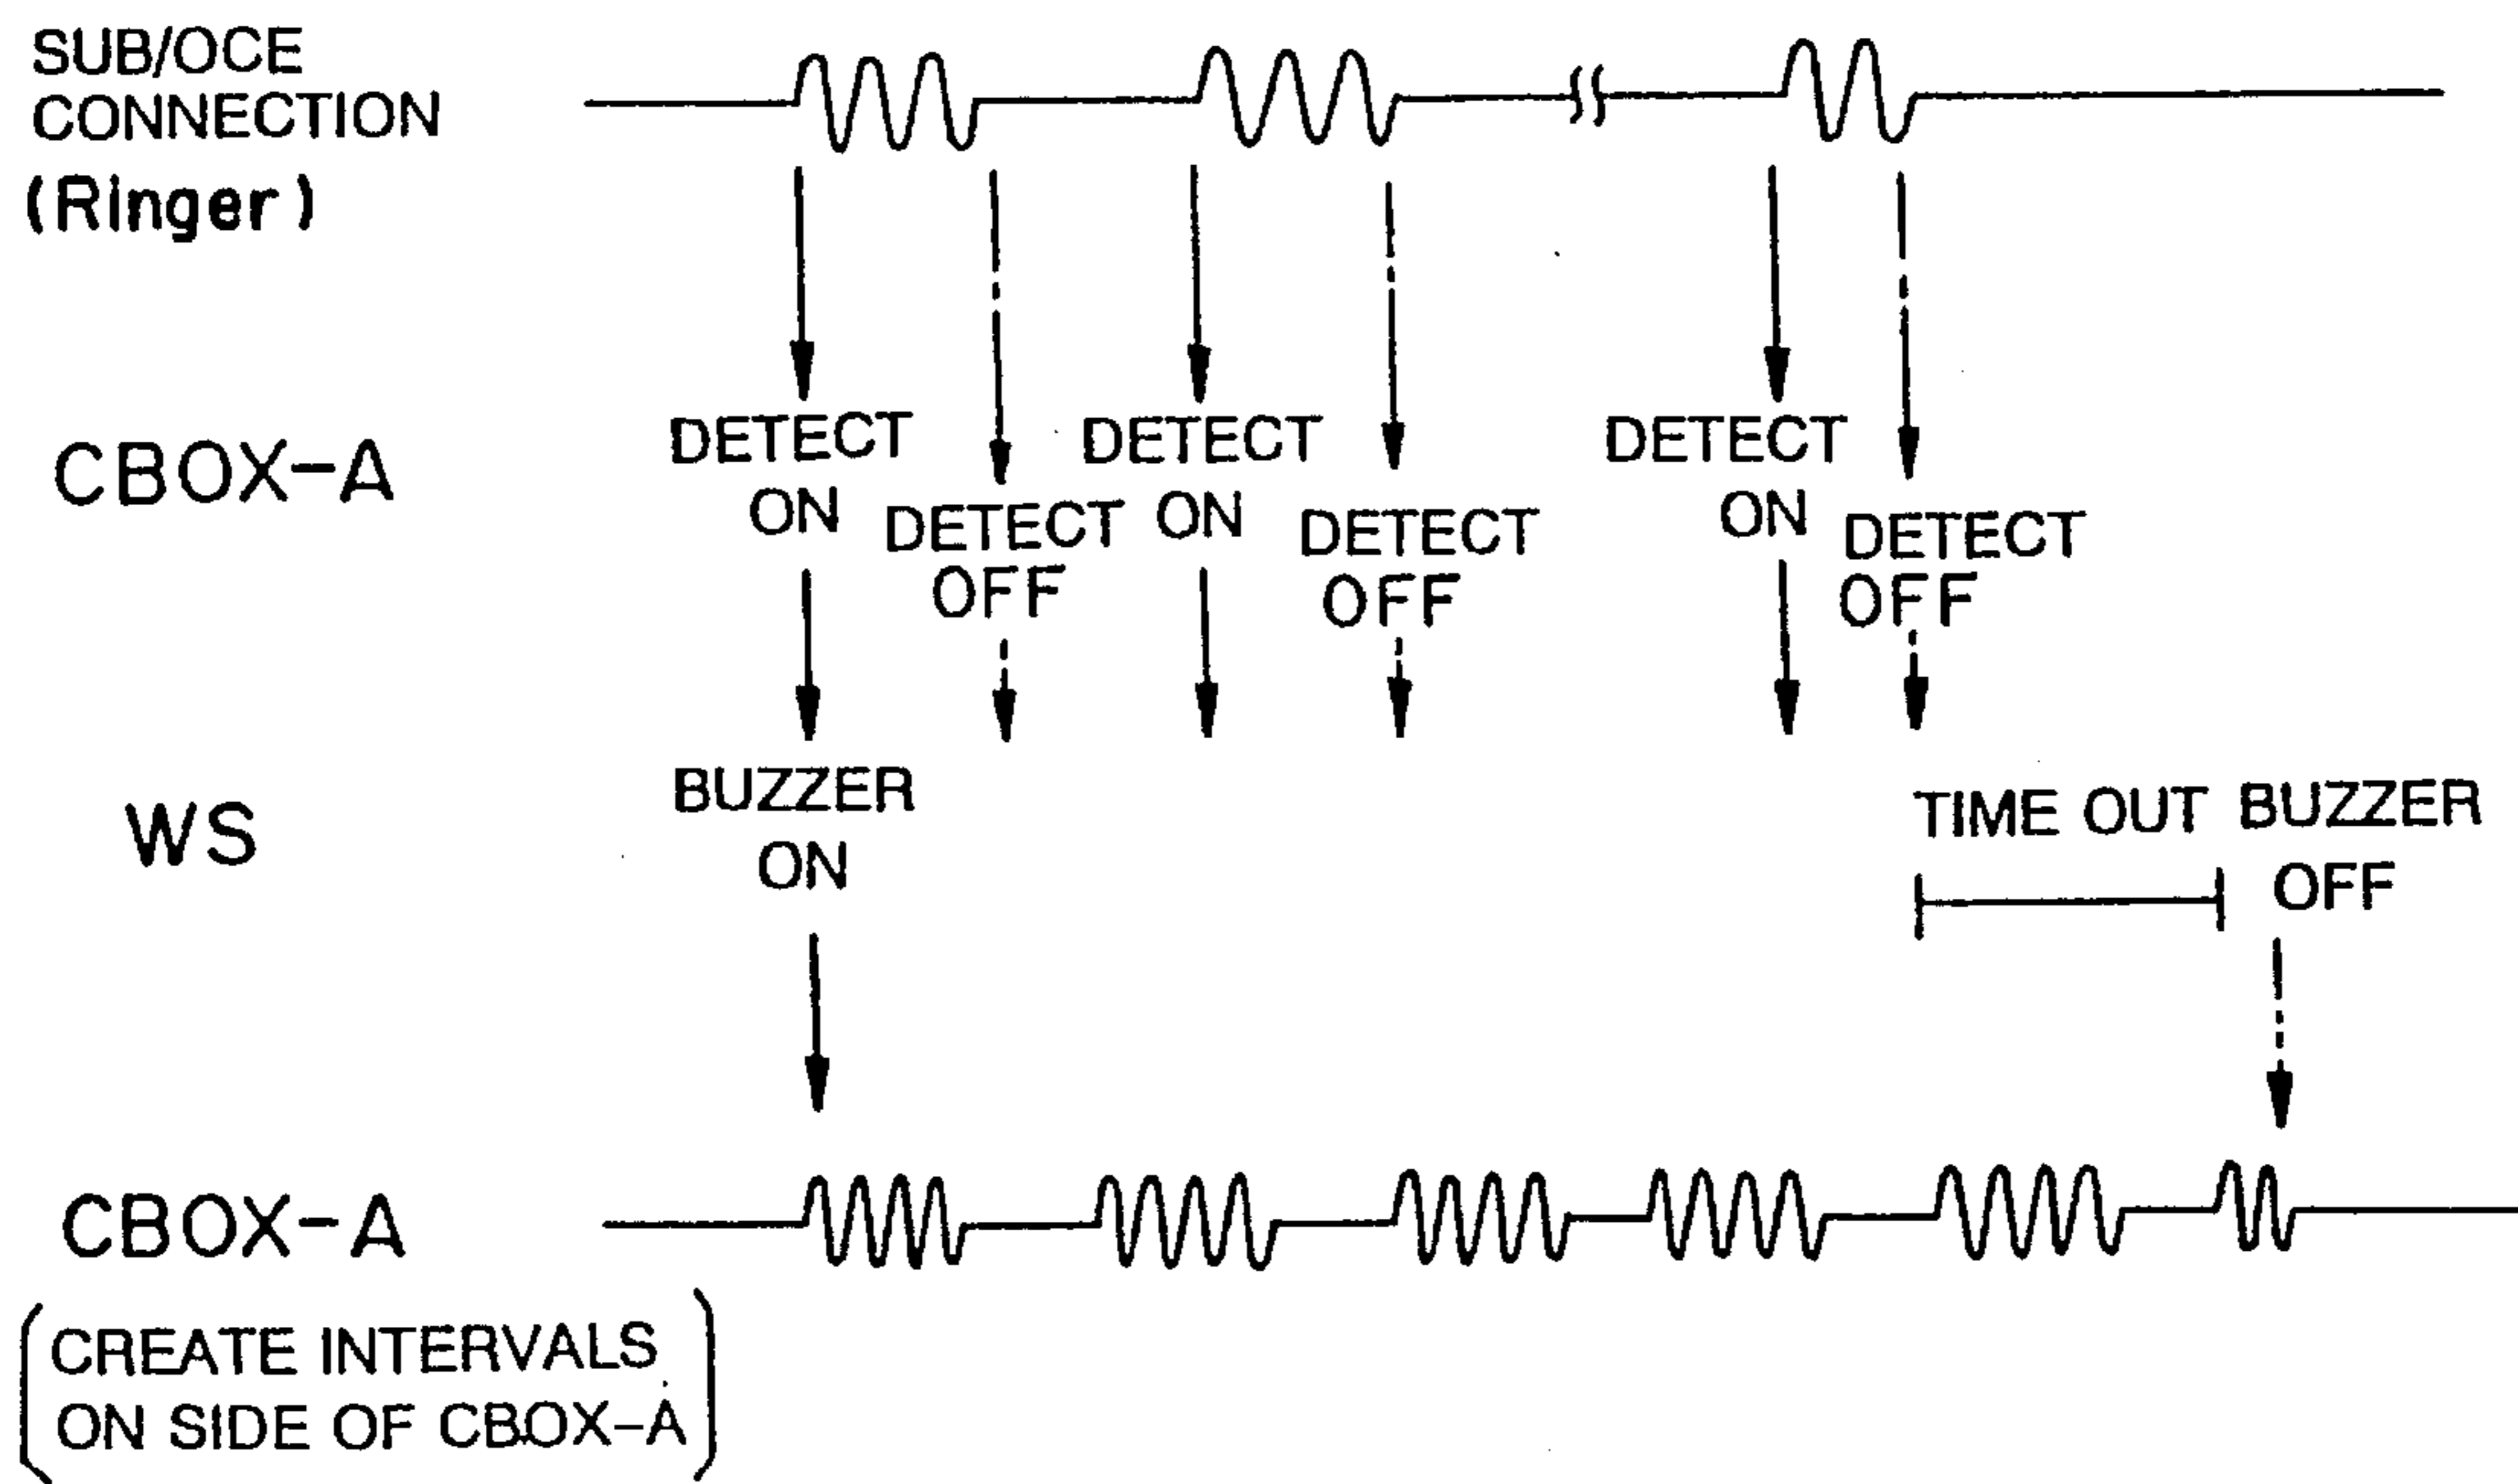 SUB/OCE
CONNECTION
(Ringer)
CBOX-A
DETECT
ON
DETECT
OFF
DETECT
ON
DETECT
OFF
DETECT
ON
DETECT
OFF
WS
BUZZER
ON
TIME OUT
BUZZER
OFF
CBOX-A
(CREATE INTERVALS
ON SIDE OF CBOX-A)